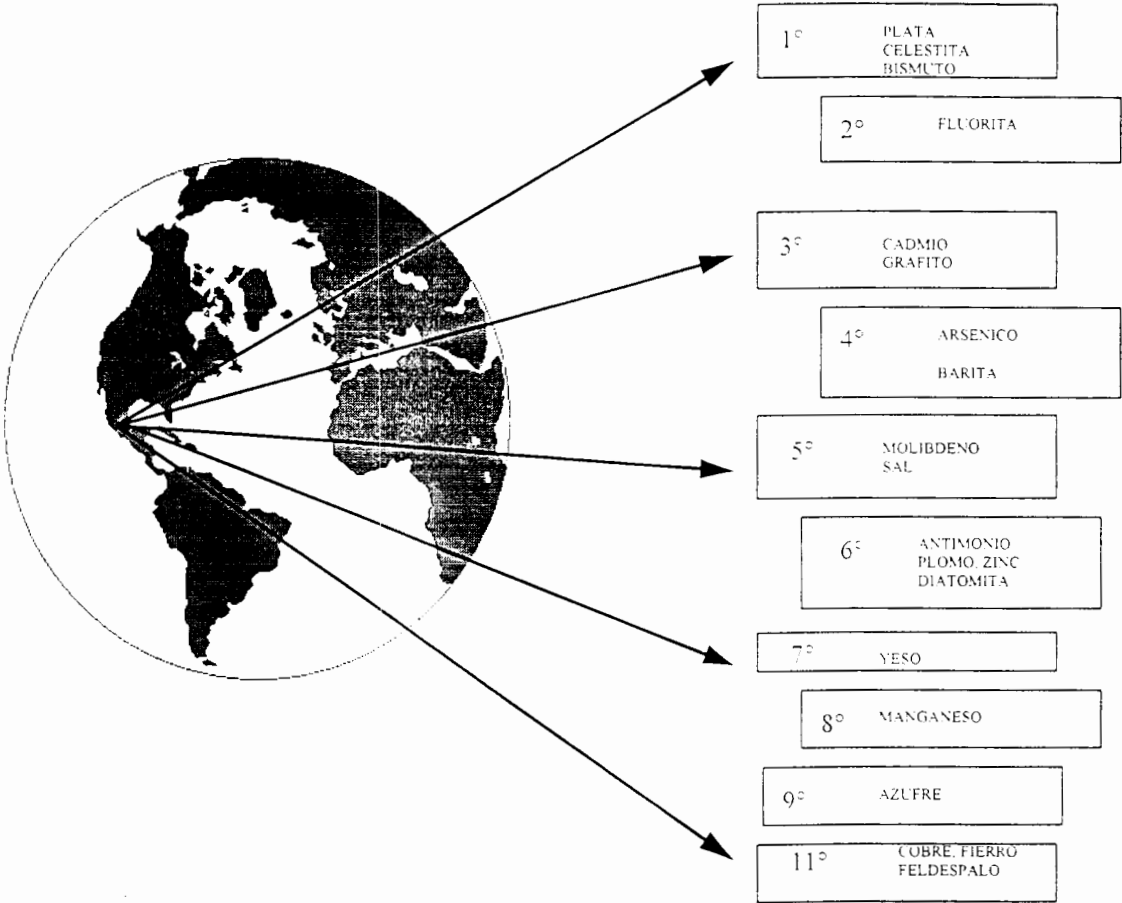 1° PLATA
CELESTITA
BISMUTO
2° FLUORITA
3° CADMIO
GRAFITO
4° ARSENICO
BARITA
5° MOLIBDENO
SAL
6° ANTIMONIO
PLOMO, ZINC
DIATOMITA
7° YESO
8° MANGANESO
9° AZUFRE
11° COBRE, FIERRO
FELDESPALO